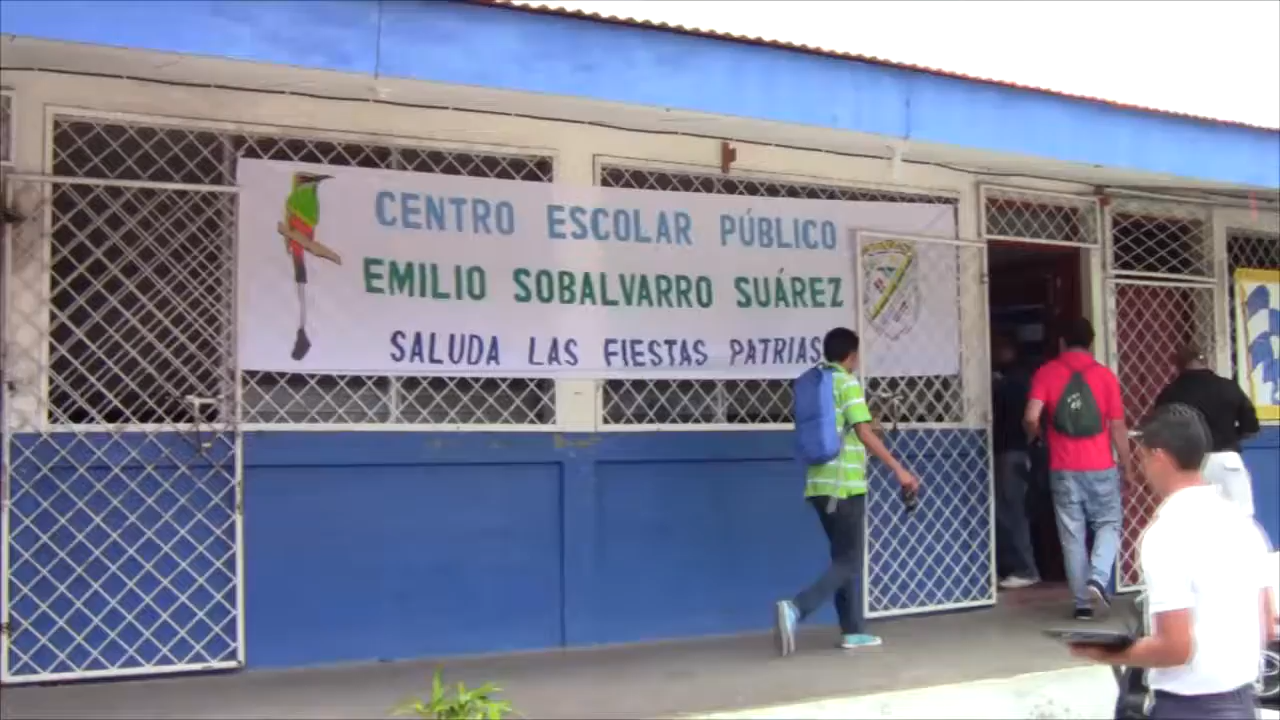 CENTRO ESCOLAR PÚBLICO
EMILIO SOBALVARRO SUÁREZ
SALUDA LAS FIESTAS PATRIAS